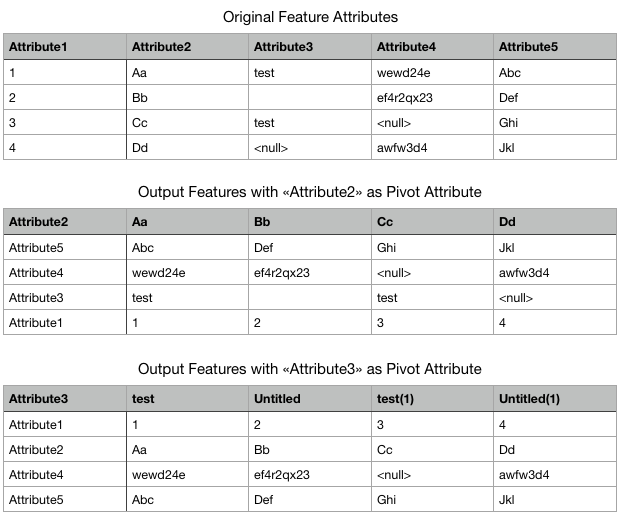 Original Feature Attributes
Attribute1 Attribute2 Attribute3 Attribute4 Attribute5
1 Aa test wewd24e Abc
2 Bb ef4r2qx23 Def
3 Cc test <null> Ghi
4 Dd <null> awfw3d4 Jkl
Output Features with «Attribute2» as Pivot Attribute
Attribute2 Aa Bb Cc Dd
Attribute5 Abc Def Ghi Jkl
Attribute4 wewd24e ef4r2qx23 <null> awfw3d4
Attribute3 test test <null>
Attribute1 1 2 3 4
Output Features with «Attribute3» as Pivot Attribute
Attribute3 test Untitled test(1) Untitled(1)
Attribute1 1 2 3 4
Attribute2 Aa Bb Cc Dd
Attribute4 wewd24e ef4r2qx23 <null> awfw3d4
Attribute5 Abc Def Ghi Jkl